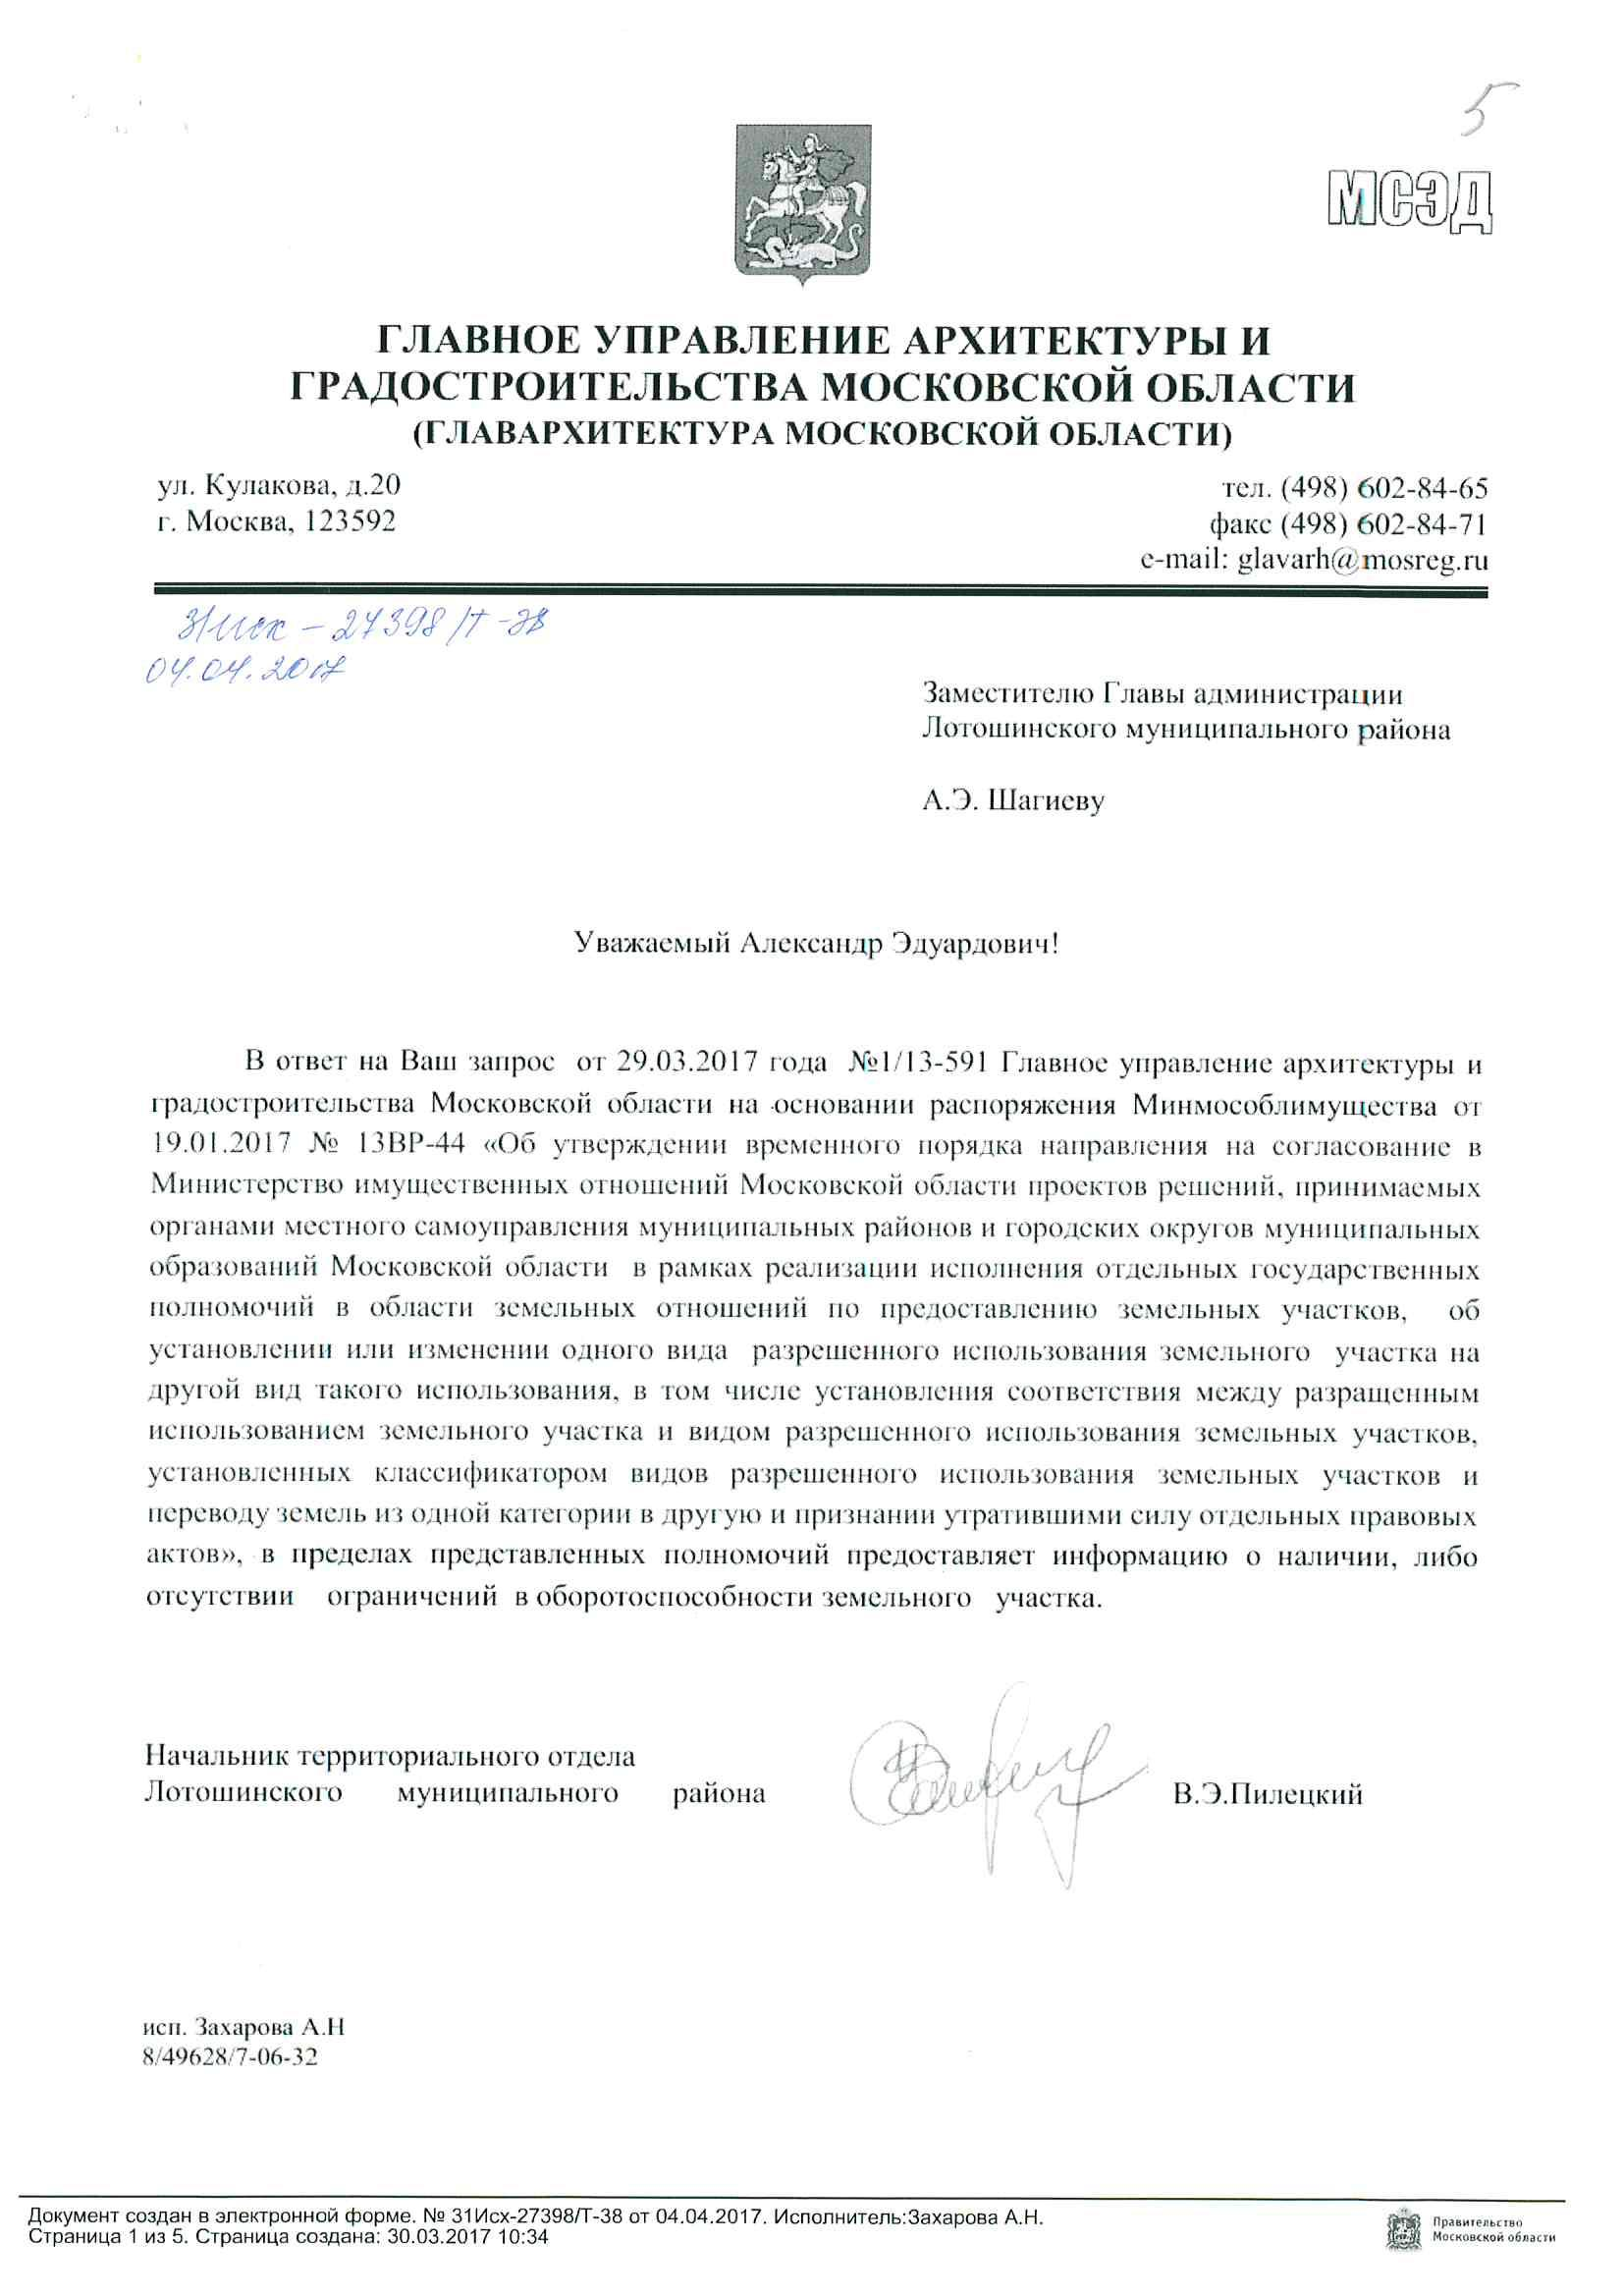 5
МСЭД
ГЛАВНОЕ УПРАВЛЕНИЕ АРХИТЕКТУРЫ И
ГРАДОСТРОИТЕЛЬСТВА МОСКОВСКОЙ ОБЛАСТИ
(ГЛАВАРХИТЕКТУРА МОСКОВСКОЙ ОБЛАСТИ)
ул. Кулакова, д.20
г. Москва, 123592
тел. (498) 602-84-65
факс (498) 602-84-71
e-mail: glavarh@mosreg.ru
31исх - 27398/Т-38
04.04.2017
Заместителю Главы администрации
Лотошинского муниципального района
А.Э. Шагиеву
Уважаемый Александр Эдуардович!
В ответ на Ваш запрос от 29.03.2017 года №1/13-591 Главное управление архитектуры и
градостроительства Московской области на основании распоряжения Минмособлимущества от
19.01.2017 № 13ВР-44 «Об утверждении временного порядка направления на согласование в
Министерство имущественных отношений Московской области проектов решений, принимаемых
органами местного самоуправления муниципальных районов и городских округов муниципальных
образований Московской области в рамках реализации исполнения отдельных государственных
полномочий в области земельных отношений по предоставлению земельных участков, об
установлении или изменении одного вида разрешенного использования земельного участка на
другой вид такого использования, в том числе установления соответствия между разращенным
использованием земельного участка и видом разрешенного использования земельных участков,
установленных классификатором видов разрешенного использования земельных участков и
переводу земель из одной категории в другую и признании утратившими силу отдельных правовых
актов», в пределах представленных полномочий предоставляет информацию о наличии, либо
отсутствии ограничений в оборотоспособности земельного участка.
Начальник территориального отдела
Лотошинского муниципального района
В.Э.Пилецкий
исп. Захарова А.Н
8/49628/7-06-32
Документ создан в электронной форме. № 31Исх-27398/Т-38 от 04.04.2017. Исполнитель:Захарова А.Н.
Страница 1 из 5. Страница создана: 30.03.2017 10:34
Правительство
Московской области